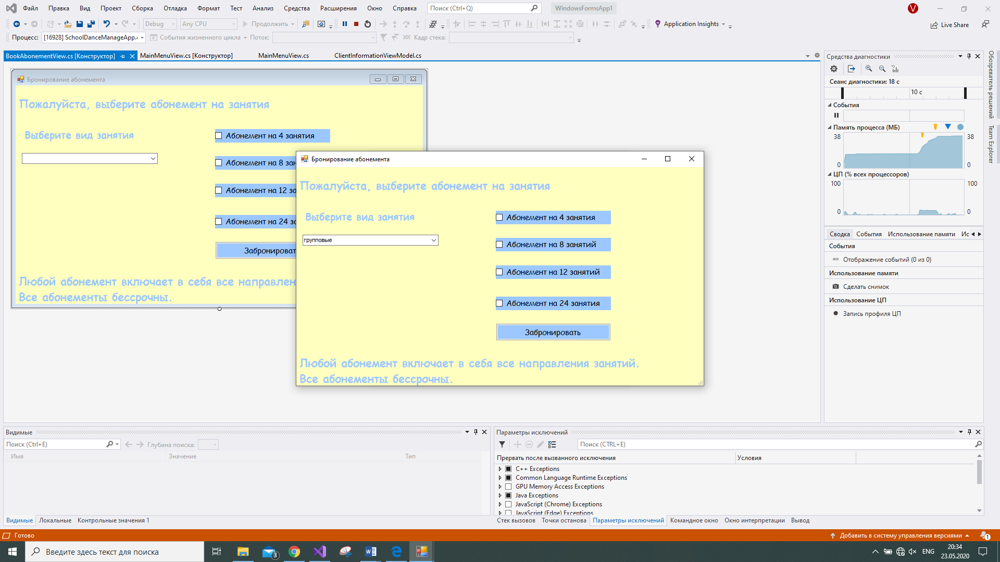 Файл Правка Вид Проект Сборка Отладка Формат Тест Анализ Средства Расширения Окно Справка Поиск (Ctrl+Q) WindowsFormsApp1 V
Debug Any CPU Продолжить Application Insights Live Share
Процесс: [16928] SchoolDanceManageApp. События жизненного цикла Поток: Кадр стека:
BookAbonementView.cs [Конструктор] MainMenuView.cs [Конструктор] MainMenuView.cs ClientInformationViewModel.cs
Бронирование абонемента
Пожалуйста, выберите абонемент на занятия
Выберите вид занятия
Абонемент на 4 занятия
Абонемент на 8 зан
Абонемент на 12 за
Абонемент на 24 з
Забронироват
Любой абонемент включает в себя все направлен
Все абонементы бессрочны.
Бронирование абонемента
Пожалуйста, выберите абонемент на занятия
Выберите вид занятия
групповые
Абонемент на 4 занятия
Абонемент на 8 занятий
Абонемент на 12 занятий
Абонемент на 24 занятия
Забронировать
Любой абонемент включает в себя все направления занятий.
Все абонементы бессрочны.
Средства диагностики
Сеанс диагностики: 18 с
10 с
События
Память процесса (МБ)
38 38
0 0
ЦП (% всех процессоров)
100 100
0 0
Сводка События Использование памяти Ис
События
Отображение событий (0 из 0)
Использование памяти
Сделать снимок
Использование ЦП
Запись профиля ЦП
Обозреватель решений
Team Explorer
Видимые
Поиск (Ctrl+E) Глубина поиска:
Имя Значение Тип
Видимые Локальные Контрольные значения 1
Параметры исключений
Поиск (CTRL+E)
Прервать после вызванного исключения Условия
C++ Exceptions
Common Language Runtime Exceptions
GPU Memory Access Exceptions
Java Exceptions
JavaScript (Chrome) Exceptions
JavaScript (Edge) Exceptions
Стек вызовов Точки останова Параметры исключений Командное окно Окно интерпретации Вывод
Готово Добавить в систему управления версиями 1
Введите здесь текст для поиска 3 ENG 20:34
23.05.2020